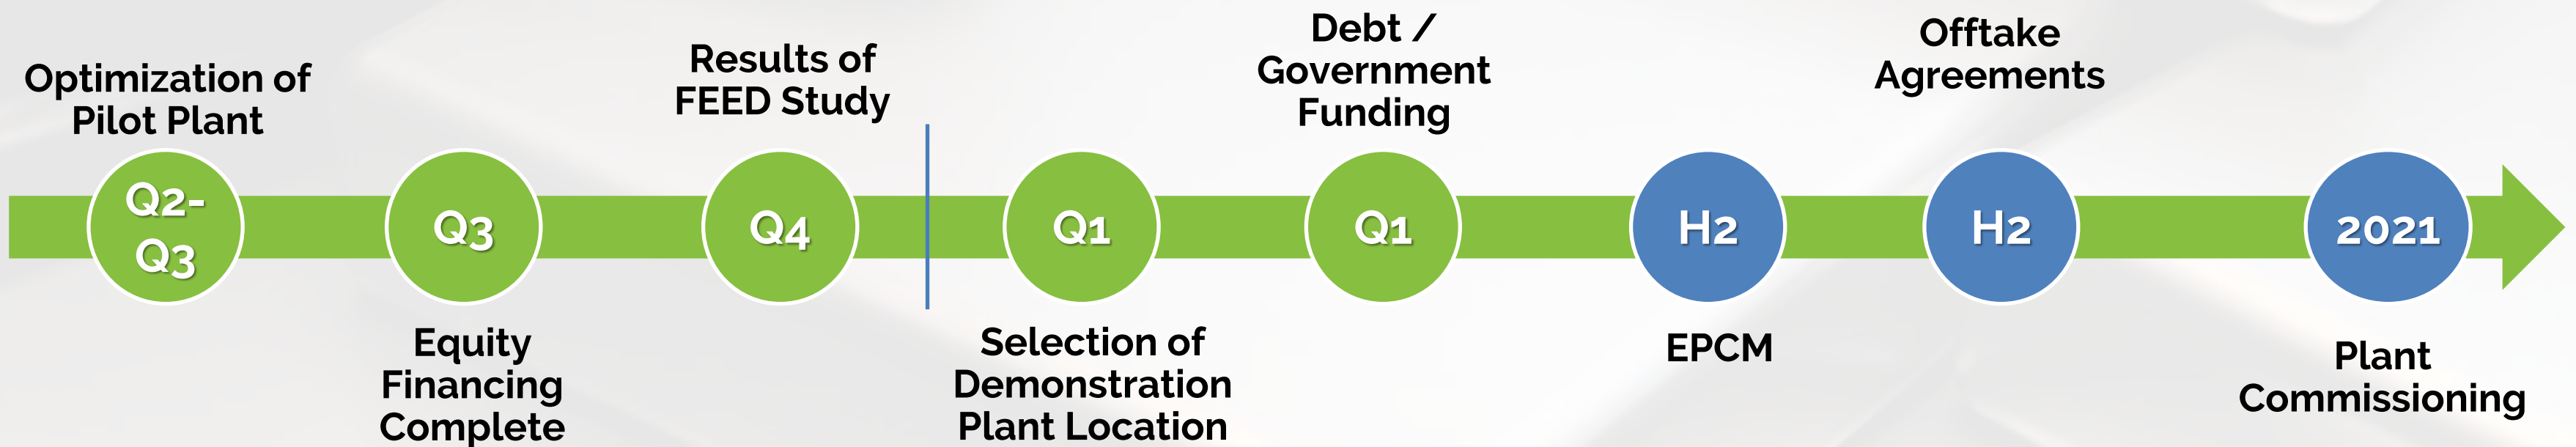 Optimization of
Pilot Plant
Q2-
Q3
Q3
Equity
Financing
Complete
Results of
FEED Study
Q4
Q1
Selection of
Demonstration
Plant Location
Debt /
Government
Funding
Q1
H2
EPCM
Offtake
Agreements
H2
2021
Plant
Commissioning